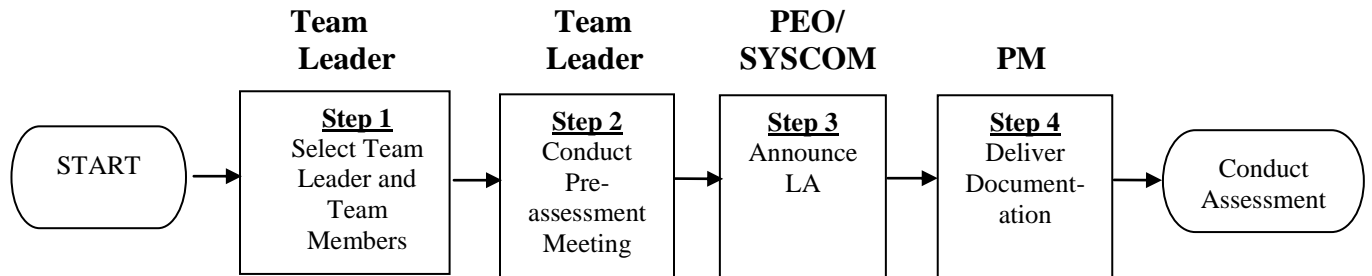 Team
Leader
Team
Leader
PEO/
SYSCOM
PM
START
Step 1
Select Team
Leader and
Team
Members
Step 2
Conduct
Pre-
assessment
Meeting
Step 3
Announce
LA
Step 4
Deliver
Document-
ation
Conduct
Assessment